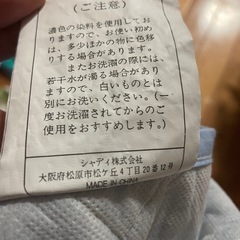 (ご注意)
濃色の染料を使用してお
りますので、お使い初め
は、多少ほかの物に色移
りする場合があります。
またお洗濯の際には、
若干水が濁る場合があり
ますので、白いものとは
別洗いしてください。(一
度お洗濯されてからのご
使用をおすすめします。)
シャディ株式会社
大阪府松原市松ケ丘4丁目20番12号
MADE IN CHINA